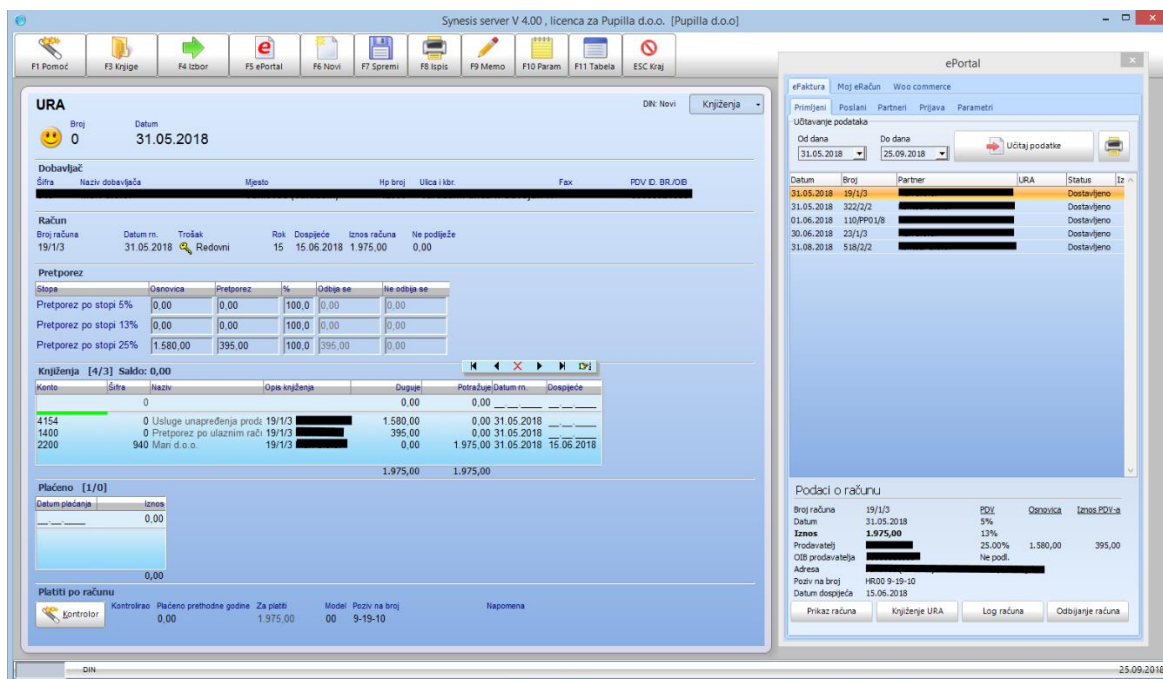 Synesis server V 4.00 , licenca za Pupilla d.o.o. [Pupilla d.o.o]
F1 Pomoć F3 Knjige F4 Izbor F5 ePortal F6 Novi F7 Spremi F8 Ispis F9 Memo F10 Param F11 Tabela ESC Kraj
URA DIN: Novi Knjiženja
Broj Datum
0 31.05.2018
Dobavljač
Šifra Naziv dobavljača Mjesto Hp broj Ulica i kbr. Fax PDV ID. BR./OIB
Račun
Broj računa Datum rn. Trošak Rok Dospijeće Iznos računa Ne podliježe
19/1/3 31.05.2018 Redovni 15 15.06.2018 1.975,00 0,00
Pretporez
Stopa Osnovica Pretporez % Odbija se Ne odbija se
Pretporez po stopi 5% 0,00 0,00 100,0 0,00 0,00
Pretporez po stopi 13% 0,00 0,00 100,0 0,00 0,00
Pretporez po stopi 25% 1.580,00 395,00 100,0 395,00 0,00
Knjiženja [4/3] Saldo: 0,00
Konto Šifra Naziv Opis knjiženja Duguje Potražuje Datum rn. Dospijeće
0 0,00 0,00 __.__.____ __.__.____
4154 0 Usluge unapređenja proda 19/1/3 1.580,00 0,00 31.05.2018 __.__.____
1400 0 Pretporez po ulaznim rači 19/1/3 395,00 0,00 31.05.2018 __.__.____
2200 940 Mari d.o.o. 19/1/3 0,00 1.975,00 31.05.2018 15.06.2018
1.975,00 1.975,00
Plaćeno [1/0]
Datum plaćanja Iznos
__.__.____ 0,00
0,00
Platiti po računu
Kontrolor Kontrolirao Plaćeno prethodne godine Za platiti Model Poziv na broj Napomena
0,00 1.975,00 00 9-19-10
DIN
ePortal
eFaktura Moj eRačun Woo commerce
Primljeni Poslani Partneri Prijava Parametri
Učitavanje podataka
Od dana Do dana
31.05.2018 25.09.2018 Učitaj podatke
Datum Broj Partner URA Status Iz
31.05.2018 19/1/3 Dostavljeno
31.05.2018 322/2/2 Dostavljeno
01.06.2018 110/PP01/8 Dostavljeno
30.06.2018 23/1/3 Dostavljeno
31.08.2018 518/2/2 Dostavljeno
Podaci o računu
Broj računa 19/1/3 PDV Osnovica Iznos PDV-a
Datum 31.05.2018 5%
Iznos 1.975,00 13%
Prodavatelj 25.00% 1.580,00 395,00
OIB prodavatelja Ne podl.
Adresa
Poziv na broj HR00 9-19-10
Datum dospijeća 15.06.2018
Prikaz računa Knjiženje URA Log računa Odbijanje računa
25.09.2018